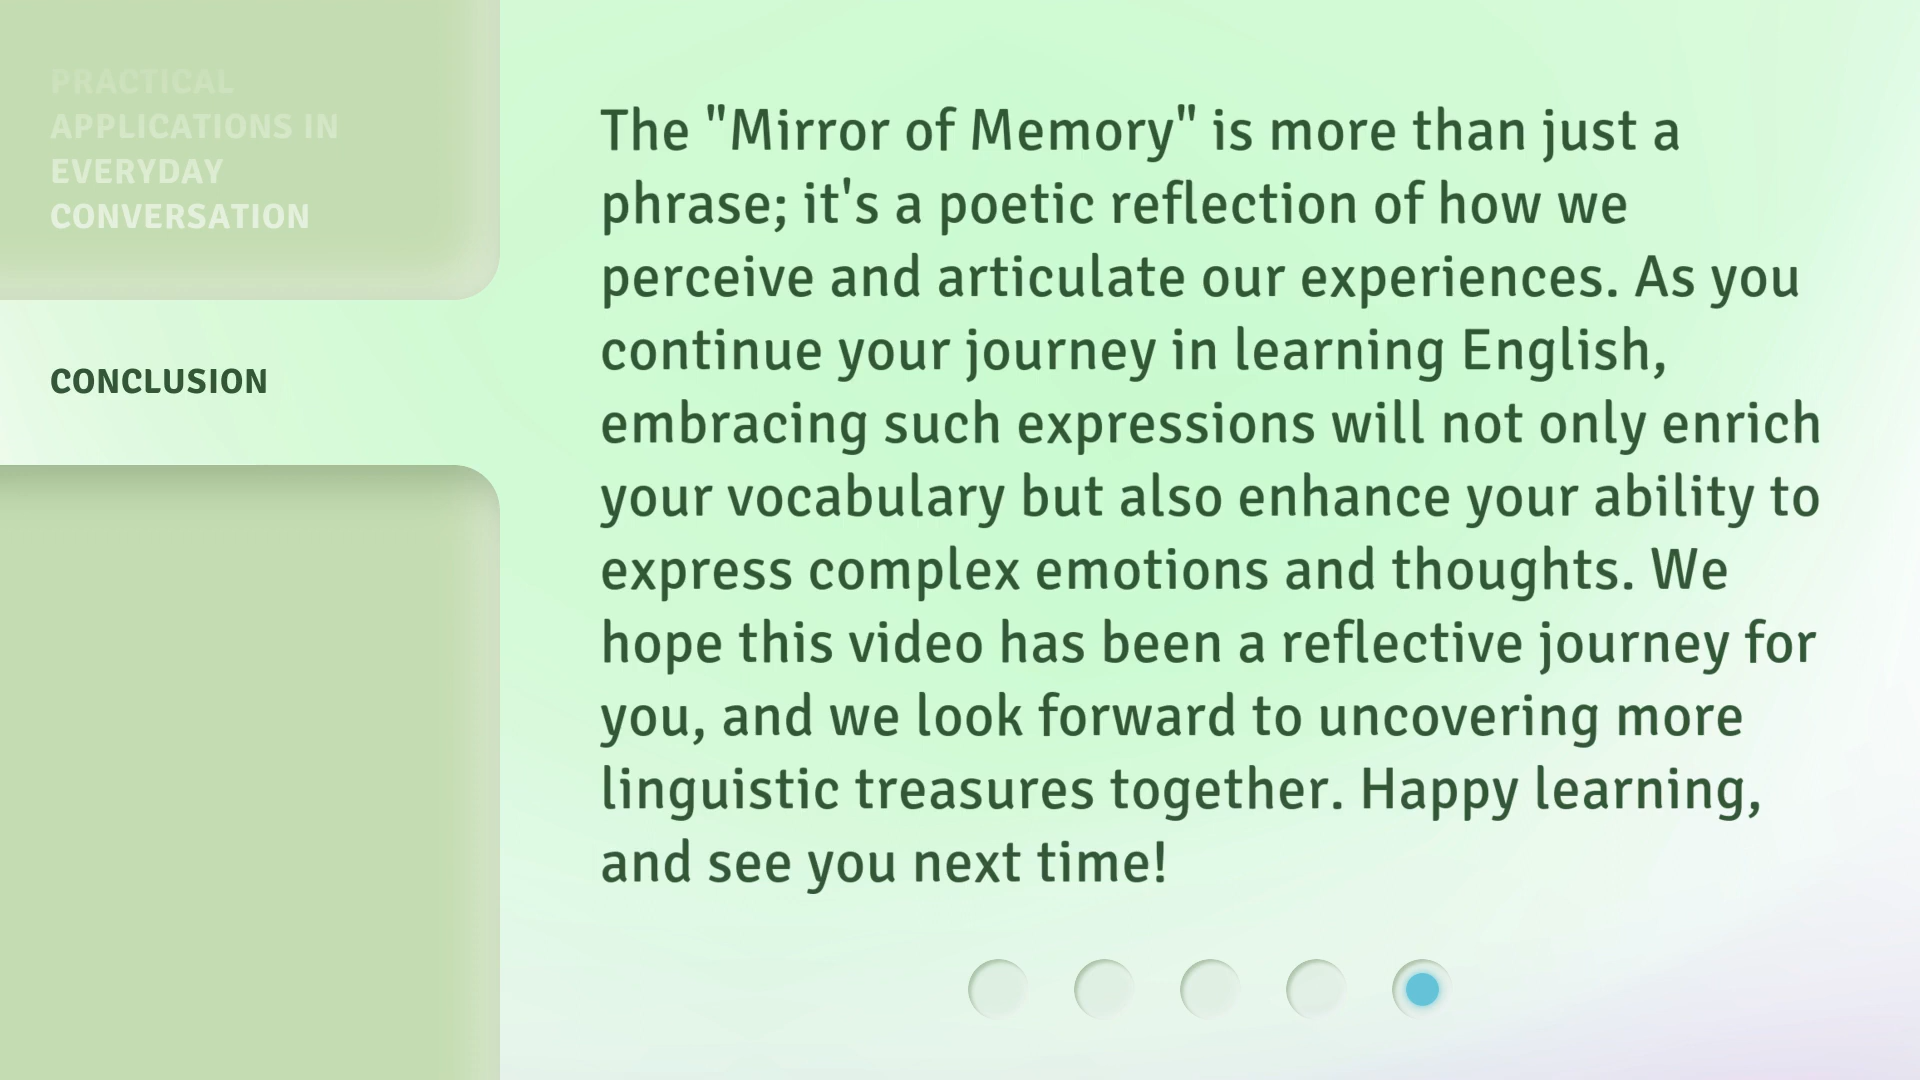 PRACTICAL
APPLICATIONS IN
EVERYDAY
CONVERSATION
CONCLUSION
The "Mirror of Memory" is more than just a
phrase; it's a poetic reflection of how we
perceive and articulate our experiences. As you
continue your journey in learning English,
embracing such expressions will not only enrich
your vocabulary but also enhance your ability to
express complex emotions and thoughts. We
hope this video has been a reflective journey for
you, and we look forward to uncovering more
linguistic treasures together. Happy learning,
and see you next time!